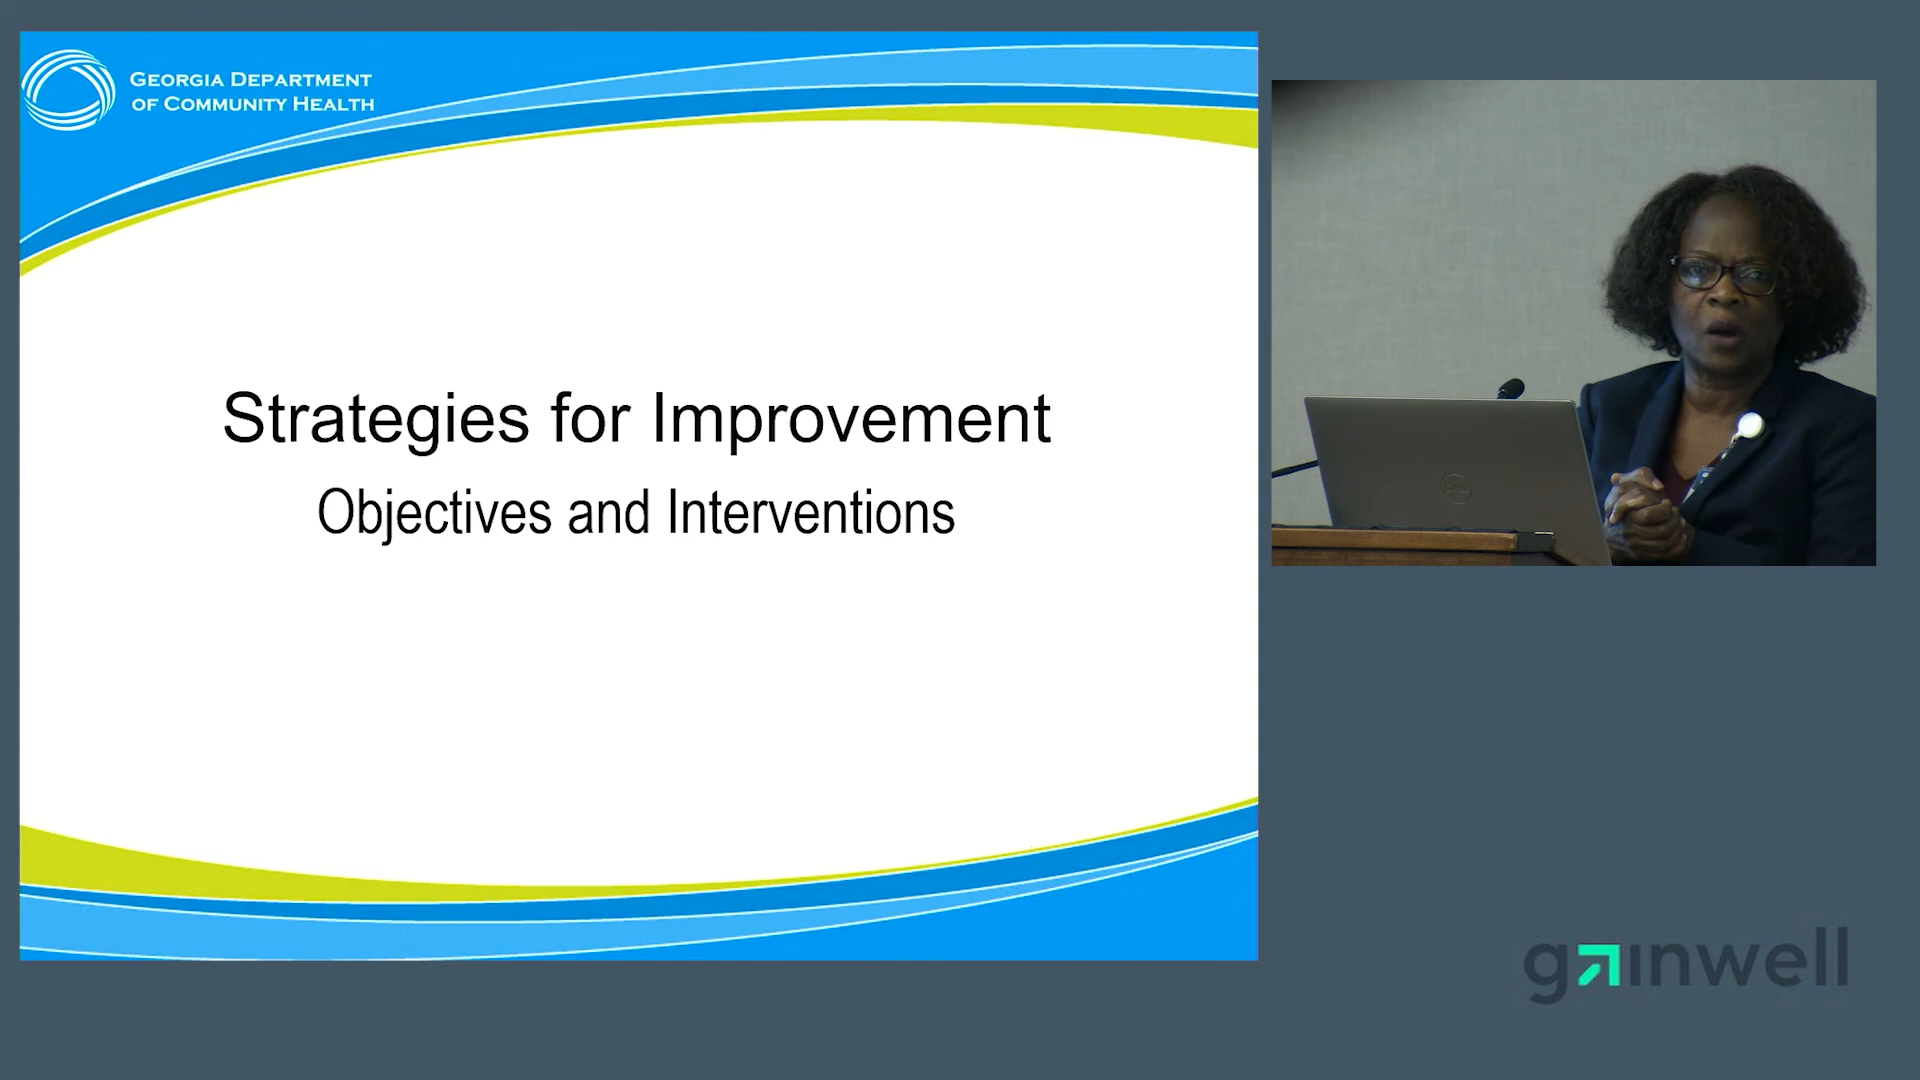 GEORGIA DEPARTMENT
OF COMMUNITY HEALTH
Strategies for Improvement
Objectives and Interventions
gainwell